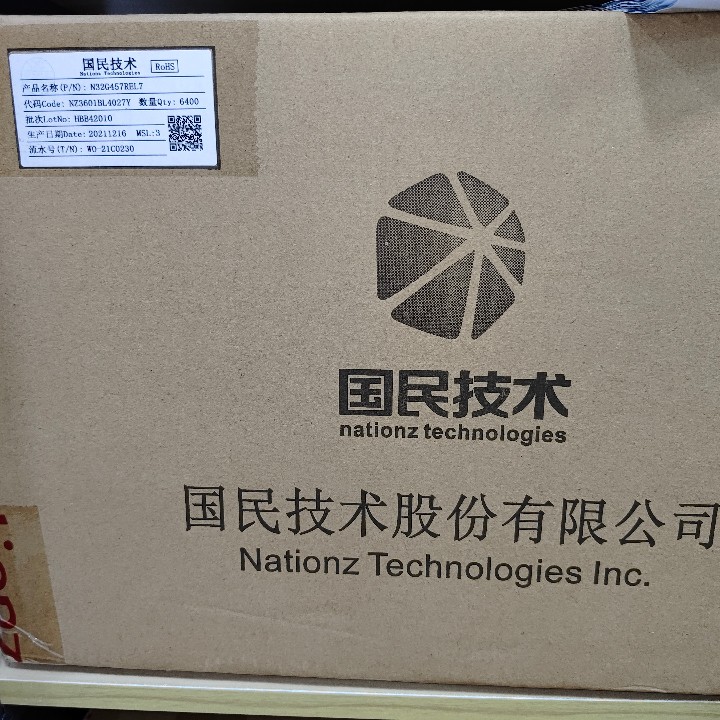 国民技术 RoHS
Nationz Technologies
产品名称(P/N): N32G457REL7
代码Code: NZ3601BL4027Y 数量Qty: 6400
批次LotNo: HBB42010
生产日期Date: 20211216 MSL:3
流水号(T/N): WO-21C0230
国民技术
nationz technologies
国民技术股份有限公司
Nationz Technologies Inc.